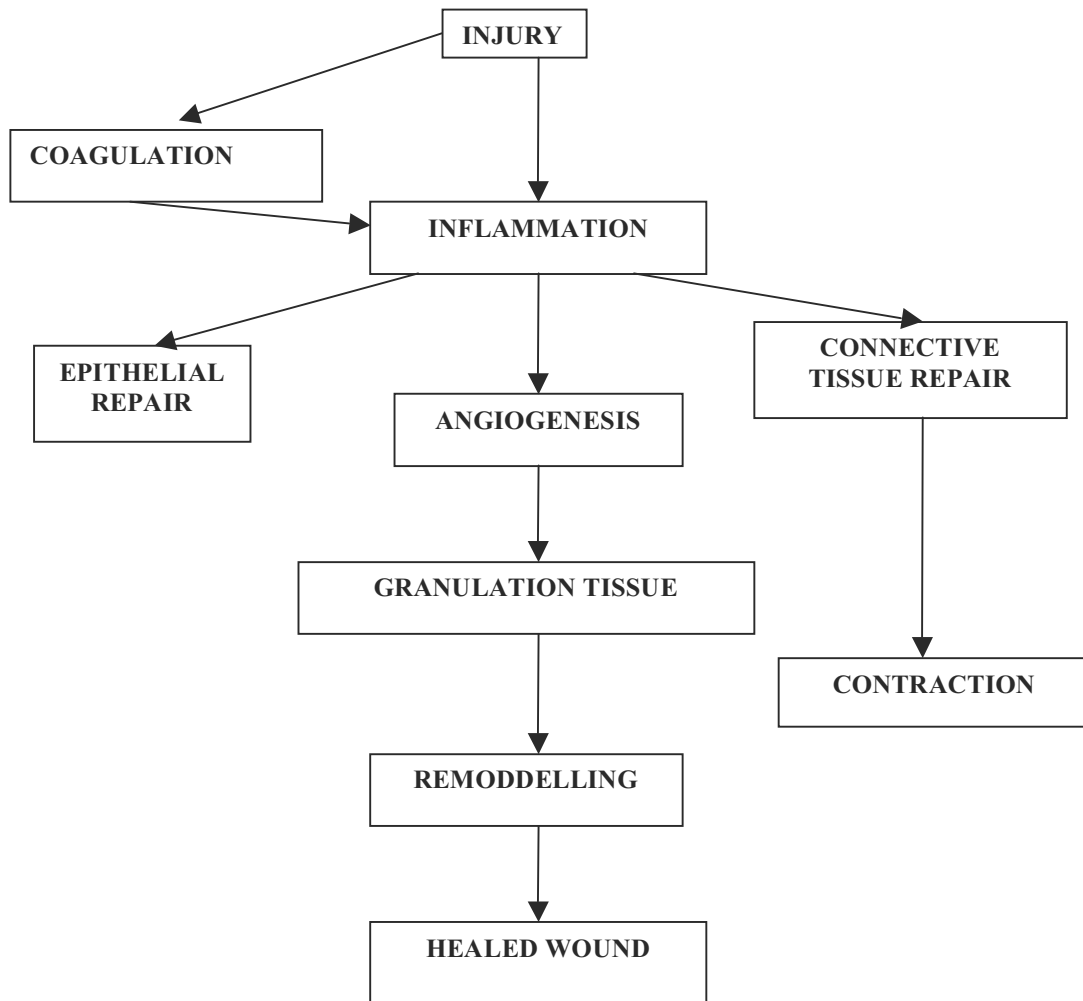 INJURY
COAGULATION
INFLAMMATION
EPITHELIAL
REPAIR
CONNECTIVE
TISSUE REPAIR
ANGIOGENESIS
GRANULATION TISSUE
CONTRACTION
REMODDELLING
HEALED WOUND